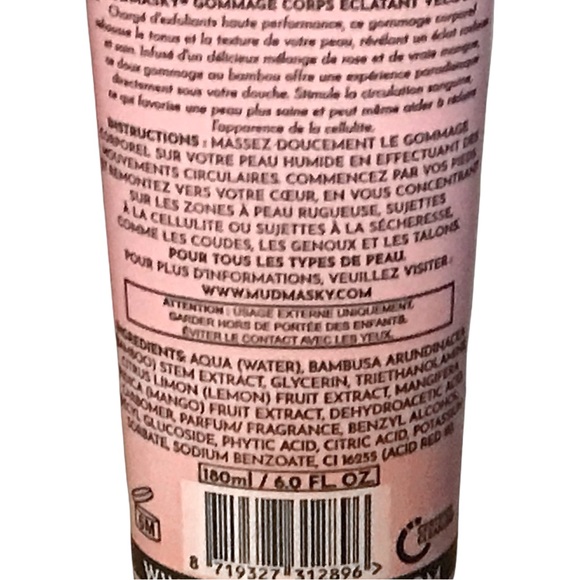 MUDMASKY® GOMMAGE CORPS ÉCLATANT
d'exfoliants haute performance, ce gommage corporel
le tonus et la texture de votre peau, révélant un éclat
et sain. Infusé d'un délicieux mélange de rose et de vraie mangue,
ce doux gommage au bambou offre une expérience paradisiaque
directement sous votre douche. Stimule la circulation sanguine,
ce qui favorise une peau plus saine et peut même aider à réduire
l'apparence de la cellulite.
INSTRUCTIONS : MASSEZ DOUCEMENT LE GOMMAGE
CORPOREL SUR VOTRE PEAU HUMIDE EN EFFECTUANT DES
MOUVEMENTS CIRCULAIRES. COMMENCEZ PAR VOS PIEDS
ET REMONTEZ VERS VOTRE CŒUR, EN VOUS CONCENTRANT
SUR LES ZONES À PEAU RUGUEUSE, SUJETTES
À LA CELLULITE OU SUJETTES À LA SÉCHERESSE,
COMME LES COUDES, LES GENOUX ET LES TALONS.
POUR TOUS LES TYPES DE PEAU.
POUR PLUS D'INFORMATIONS, VEUILLEZ VISITER:
WWW.MUDMASKY.COM
ATTENTION : USAGE EXTERNE UNIQUEMENT.
GARDER HORS DE PORTÉE DES ENFANTS.
ÉVITER LE CONTACT AVEC LES YEUX.
INGREDIENTS: AQUA (WATER), BAMBUSA ARUNDINACEA
(BAMBOO) STEM EXTRACT, GLYCERIN, TRIETHANOLAMINE,
CITRUS LIMON (LEMON) FRUIT EXTRACT, MANGIFERA
INDICA (MANGO) FRUIT EXTRACT, DEHYDROACETIC ACID,
CARBOMER, PARFUM/ FRAGRANCE, BENZYL ALCOHOL,
GLUCOSIDE, PHYTIC ACID, CITRIC ACID, POTASSIUM
SORBATE, SODIUM BENZOATE, CI 16255 (ACID RED 18)
180ml / 6.0 FL. OZ.
6M
8 719327 312896 >